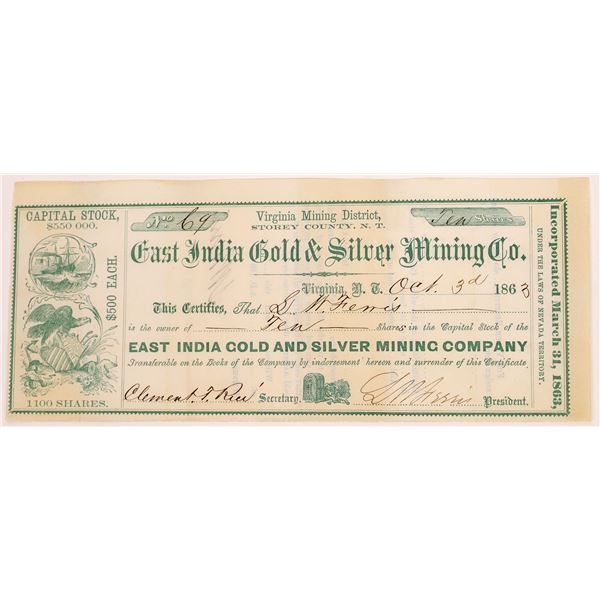 CAPITAL STOCK,
$550 000.
$500 EACH.
1100 SHARES.
No 69
Virginia Mining District,
STOREY COUNTY, N. T.
Ten Shares
East India Gold & Silver Mining Co.
Virginia, N. T. Oct. 3d 1863
This Certifies, That L. W. Ferris
is the owner of Ten Shares in the Capital Stock of the
EAST INDIA GOLD AND SILVER MINING COMPANY
Transferable on the Books of the Company by indorsement hereon and surrender of this Certificate
Clement T. Rice Secretary.
L W Ferris President.
Incorporated March 31, 1863,
UNDER THE LAWS OF NEVADA TERRITORY.